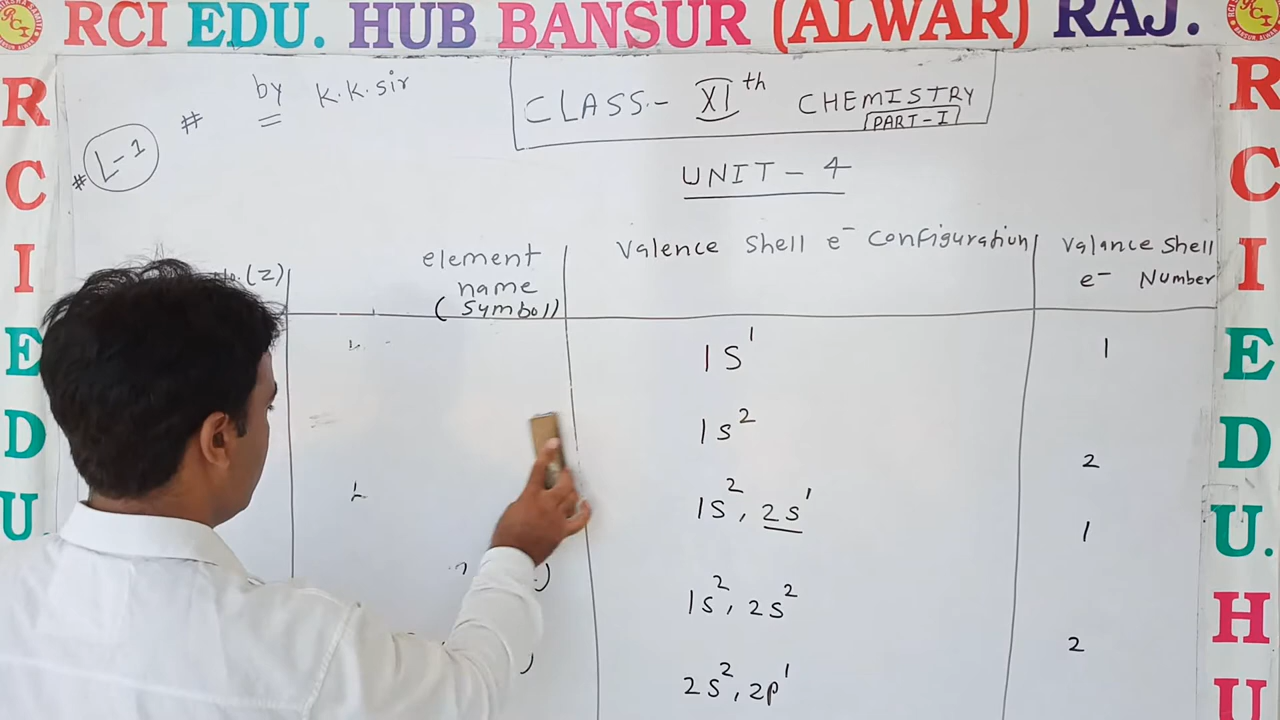 RCI EDU. HUB BANSUR (ALWAR) RAJ.
R
C
I
E
D
U
# by K.K.sir
# L-1
CLASS- XIth CHEMISTRY
PART-I
UNIT-4
No.(Z)
element
name
(symbol)
Valence Shell e- Configuration
Valance Shell
e- Number
1s¹
1
1s²
2
1s², 2s¹
1
1s², 2s²
2
2s², 2p¹
R
C
I
E
D
U.
H
U